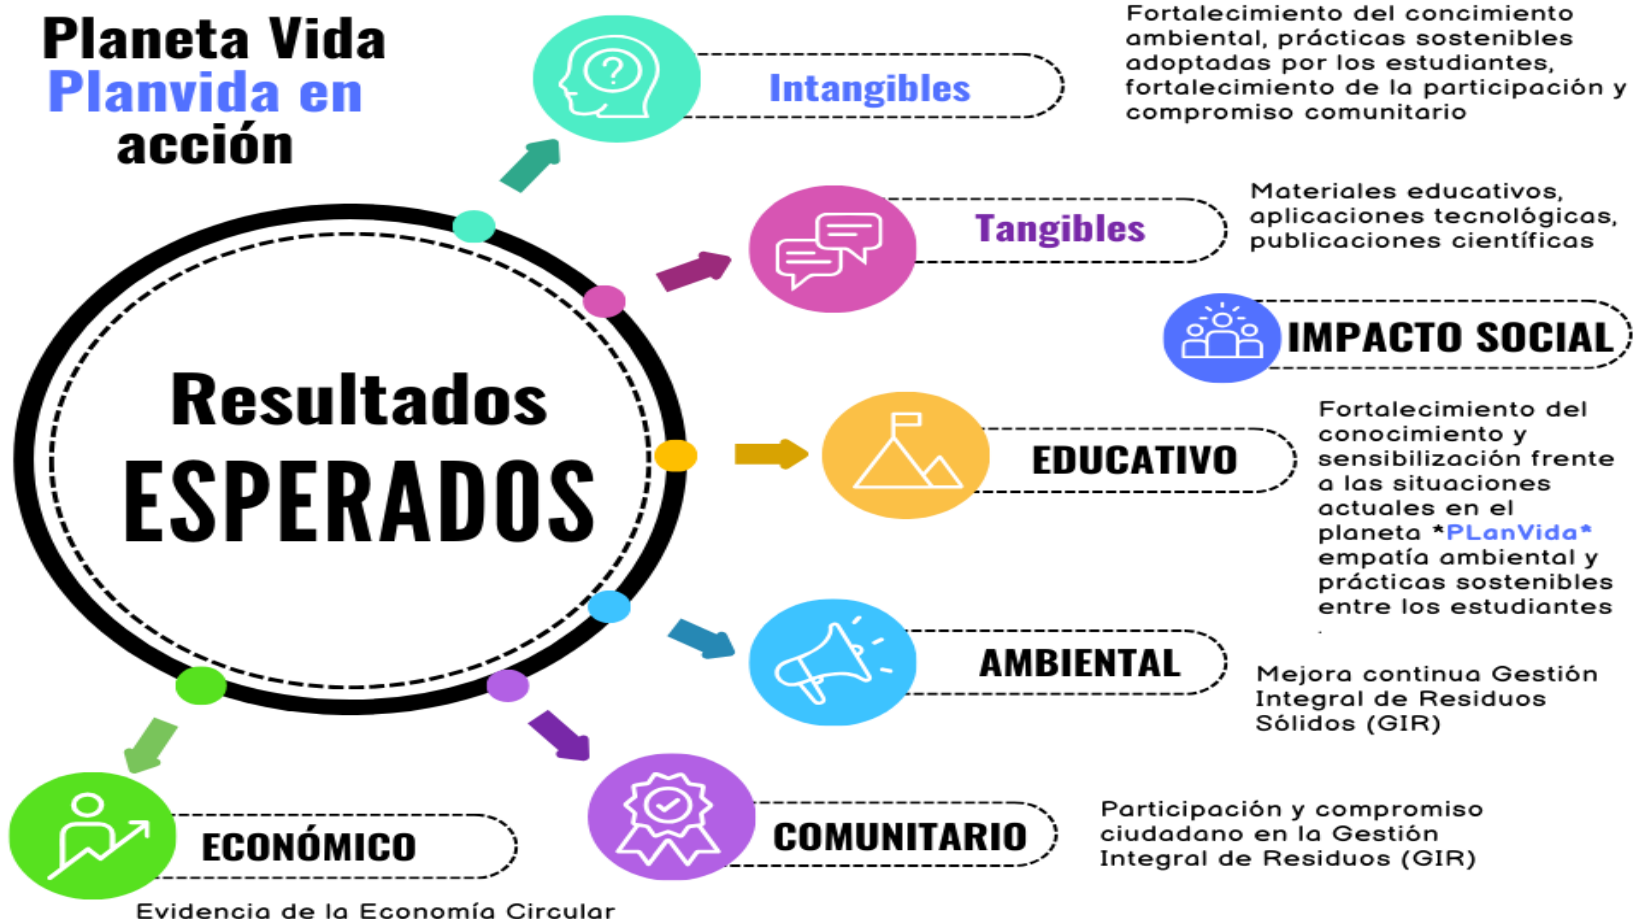 Planeta Vida
Planvida en
acción
Resultados
ESPERADOS
Intangibles
Fortalecimiento del concimiento
ambiental, prácticas sostenibles
adoptadas por los estudiantes,
fortalecimiento de la participación y
compromiso comunitario
?
Tangibles
Materiales educativos,
aplicaciones tecnológicas,
publicaciones científicas
IMPACTO SOCIAL
EDUCATIVO
Fortalecimiento del
conocimiento y
sensibilización frente
a las situaciones
actuales en el
planeta *PLanVida*
empatía ambiental y
prácticas sostenibles
entre los estudiantes
.
AMBIENTAL
Mejora continua Gestión
Integral de Residuos
Sólidos (GIR)
COMUNITARIO
Participación y compromiso
ciudadano en la Gestión
Integral de Residuos (GIR)
ECONÓMICO
Evidencia de la Economía Circular